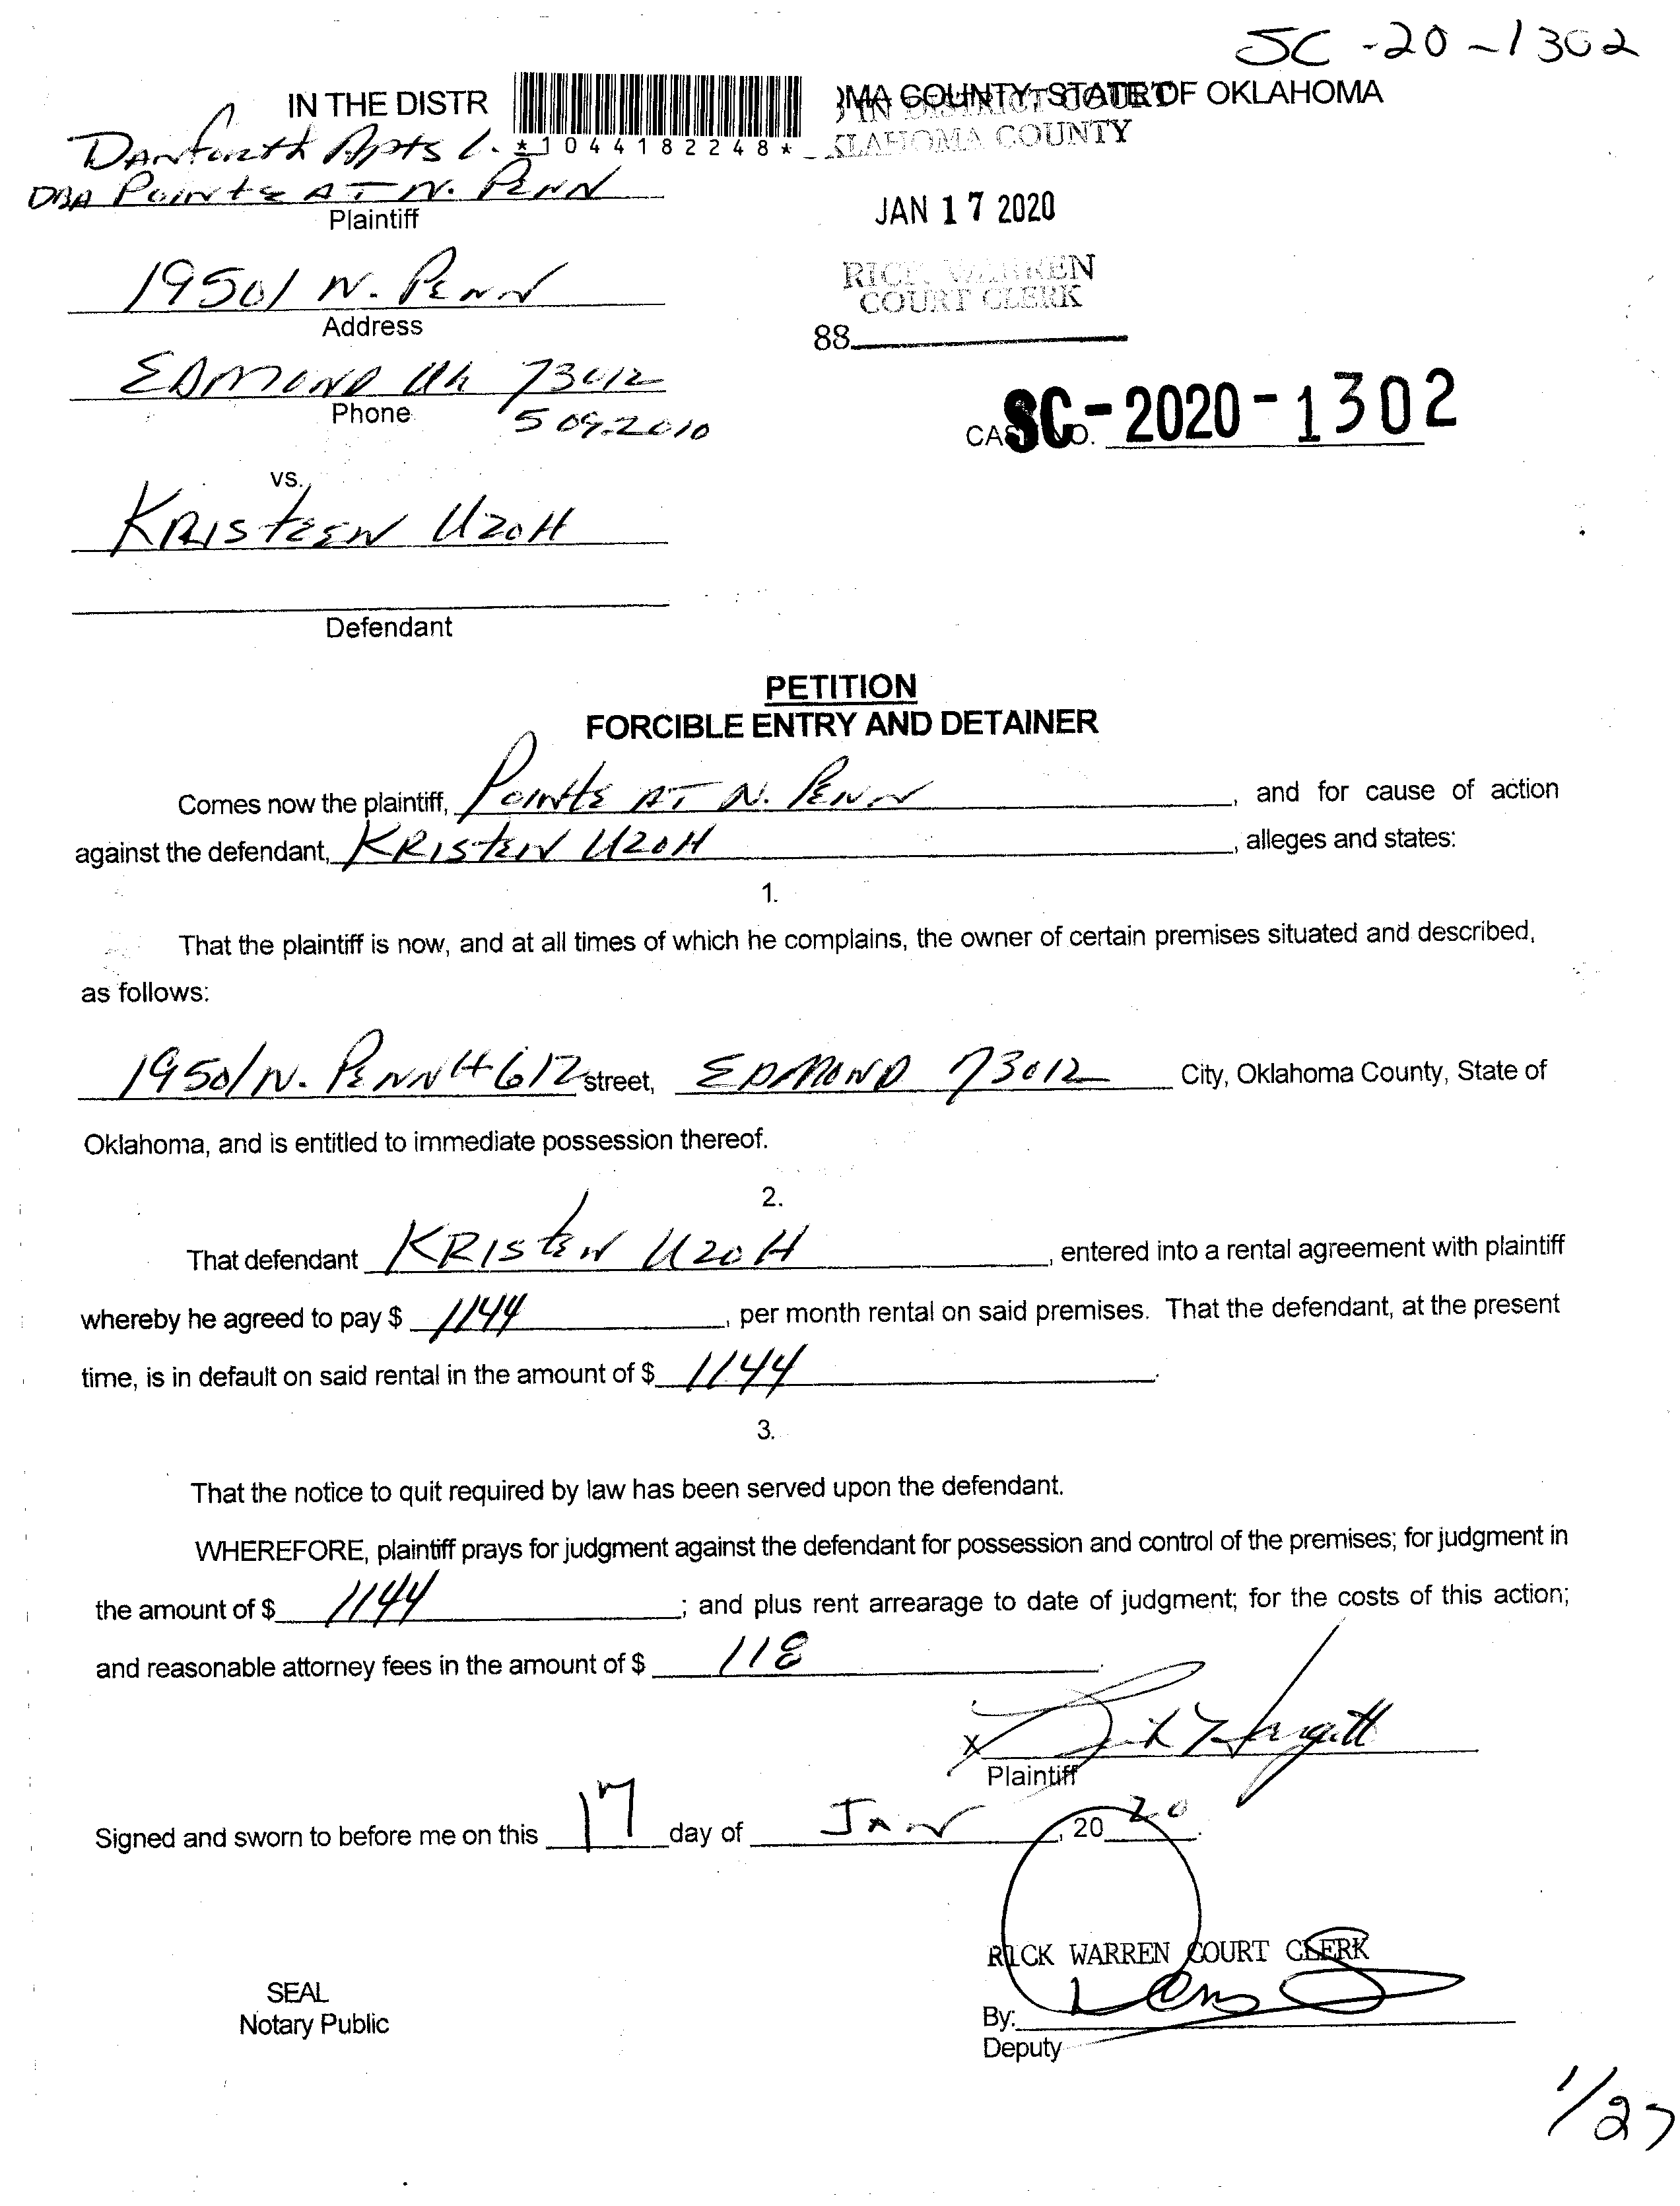 SC-20-1302
IN THE DISTR OMA COUNTY, STATE OF OKLAHOMA
IN DISTRICT COURT
KLAHOMA COUNTY
Danforth Apts L.
*1044182248*
DBA Pointe AT N. Penn
Plaintiff
JAN 17 2020
19501 N. Penn
Address
RICK WARREN
COURT CLERK
88
Edmond Ok 73012
Phone
509.2010
CASE NO. SC-2020-1302
vs.
Kristeen Uzoh
Defendant
PETITION
FORCIBLE ENTRY AND DETAINER
Comes now the plaintiff, Pointe AT N. Penn, and for cause of action
against the defendant, Kristen Uzoh, alleges and states:
1.
That the plaintiff is now, and at all times of which he complains, the owner of certain premises situated and described,
as follows:
19501 N. Penn #612 street, Edmond 73012 City, Oklahoma County, State of
Oklahoma, and is entitled to immediate possession thereof.
2.
That defendant Kristen Uzoh, entered into a rental agreement with plaintiff
whereby he agreed to pay $ 1144, per month rental on said premises. That the defendant, at the present
time, is in default on said rental in the amount of $ 1144.
3.
That the notice to quit required by law has been served upon the defendant.
WHEREFORE, plaintiff prays for judgment against the defendant for possession and control of the premises; for judgment in
the amount of $ 1144; and plus rent arrearage to date of judgment; for the costs of this action;
and reasonable attorney fees in the amount of $ 118.
X
Plaintiff
Signed and sworn to before me on this 17 day of Jan, 20 20.
RICK WARREN COURT CLERK
SEAL
Notary Public
By:
Deputy
1/27